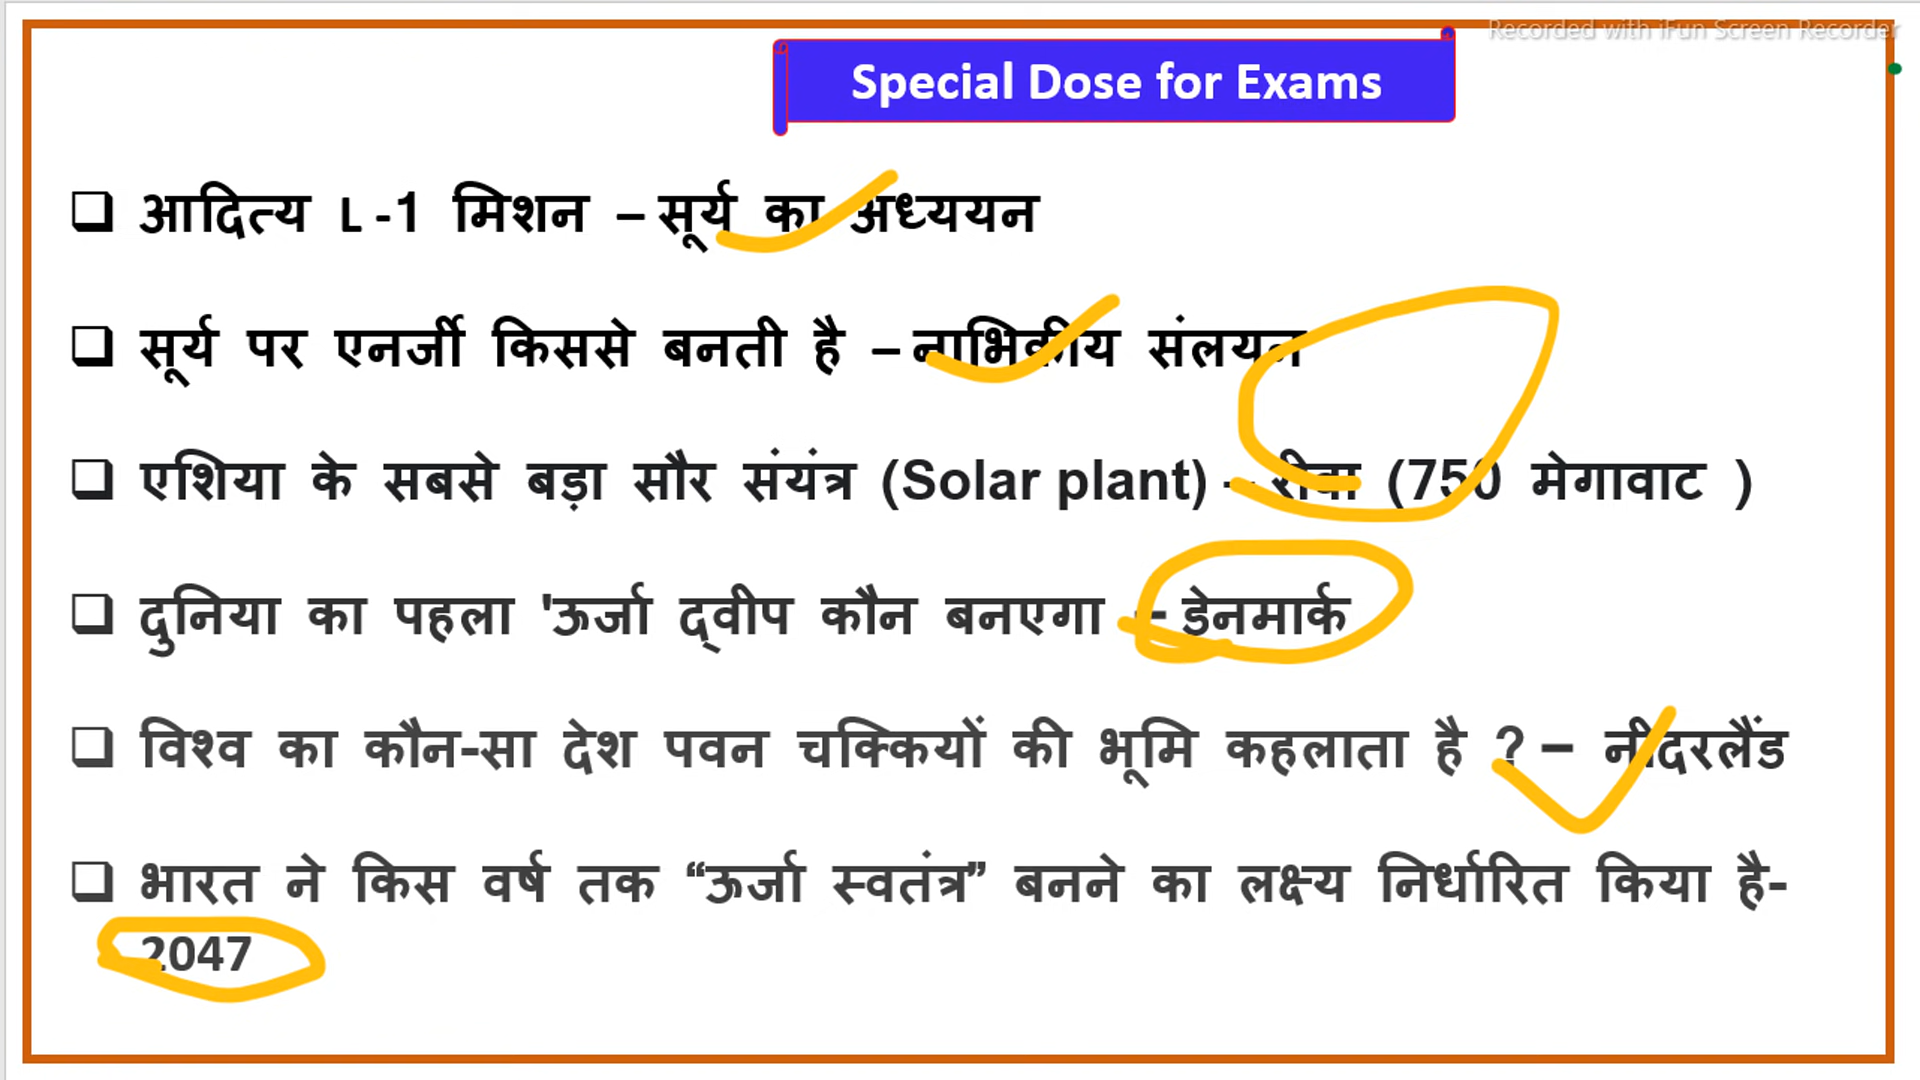 Recorded with iFun Screen Recorder
Special Dose for Exams
आदित्य L -1 मिशन – सूर्य का अध्ययन
सूर्य पर एनर्जी किससे बनती है – नाभिकीय संलयन
एशिया के सबसे बड़ा सौर संयंत्र (Solar plant) – रीवा (750 मेगावाट )
दुनिया का पहला 'ऊर्जा द्वीप कौन बनएगा – डेनमार्क
विश्व का कौन-सा देश पवन चक्कियों की भूमि कहलाता है ? – नीदरलैंड
भारत ने किस वर्ष तक “ऊर्जा स्वतंत्र” बनने का लक्ष्य निर्धारित किया है-
2047